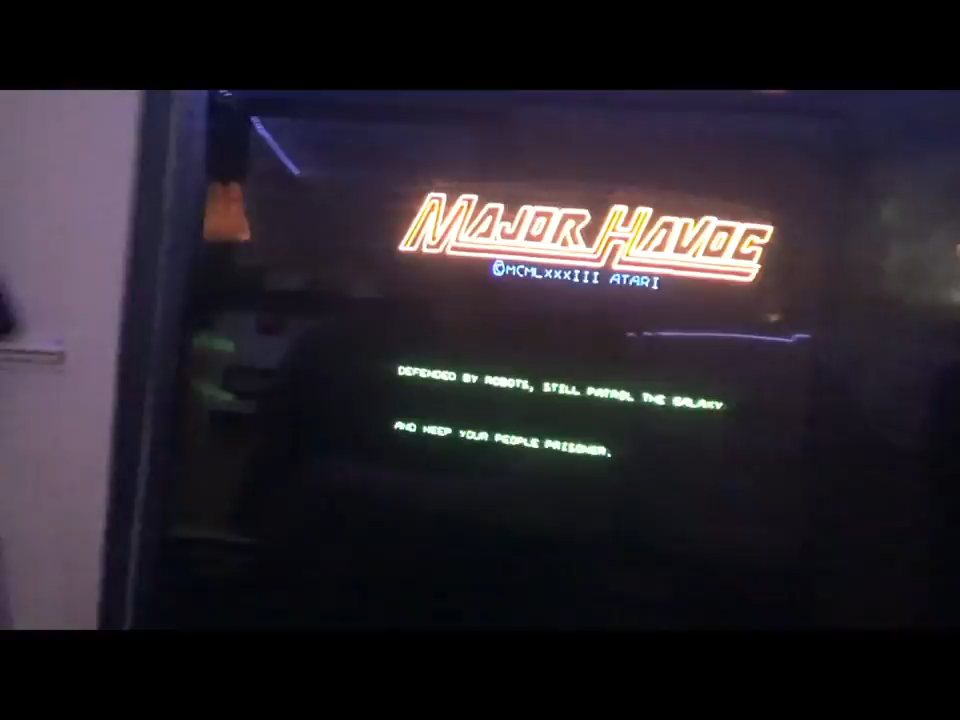 MAJOR HAVOC
©MCMLXXXIII ATARI
DEFENDED BY ROBOTS, STILL PATROL THE GALAXY
AND KEEP YOUR PEOPLE PRISONER.